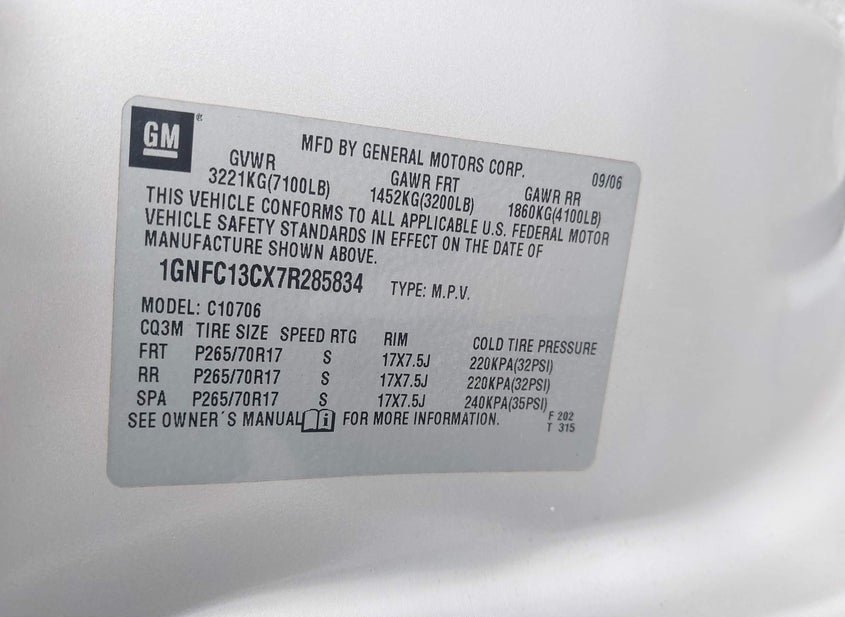 GM®
MFD BY GENERAL MOTORS CORP. 09/06
GVWR GAWR FRT GAWR RR
3221KG(7100LB) 1452KG(3200LB) 1860KG(4100LB)
THIS VEHICLE CONFORMS TO ALL APPLICABLE U.S. FEDERAL MOTOR
VEHICLE SAFETY STANDARDS IN EFFECT ON THE DATE OF
MANUFACTURE SHOWN ABOVE.
1GNFC13CX7R285834 TYPE: M.P.V.
MODEL: C10706
CQ3M TIRE SIZE SPEED RTG RIM COLD TIRE PRESSURE
FRT P265/70R17 S 17X7.5J 220KPA(32PSI)
RR P265/70R17 S 17X7.5J 220KPA(32PSI)
SPA P265/70R17 S 17X7.5J 240KPA(35PSI)
SEE OWNER´S MANUAL i FOR MORE INFORMATION.
F 202
T 315